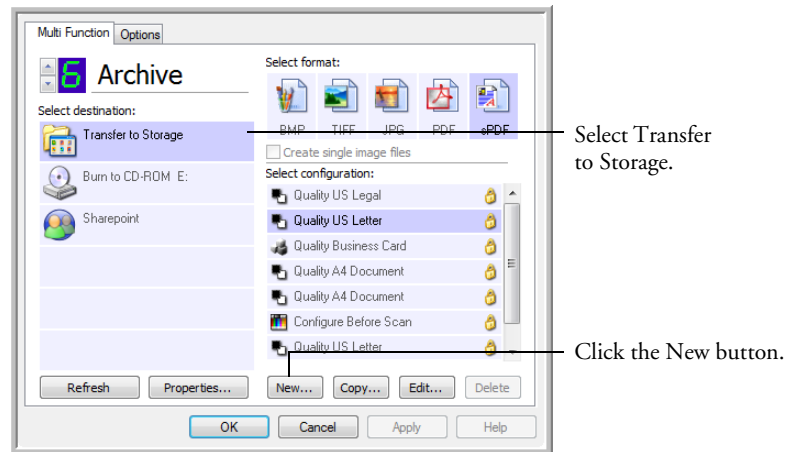 Multi Function
Options
6
Archive
Select destination:
Transfer to Storage
Burn to CD-ROM E:
Sharepoint
Refresh
Properties...
Select format:
BMP TIFF JPG PDF sPDF
Create single image files
Select configuration:
Quality US Legal
Quality US Letter
Quality Business Card
Quality A4 Document
Quality A4 Document
Configure Before Scan
Quality US Letter
New... Copy... Edit... Delete
OK Cancel Apply Help
Select Transfer
to Storage.
Click the New button.